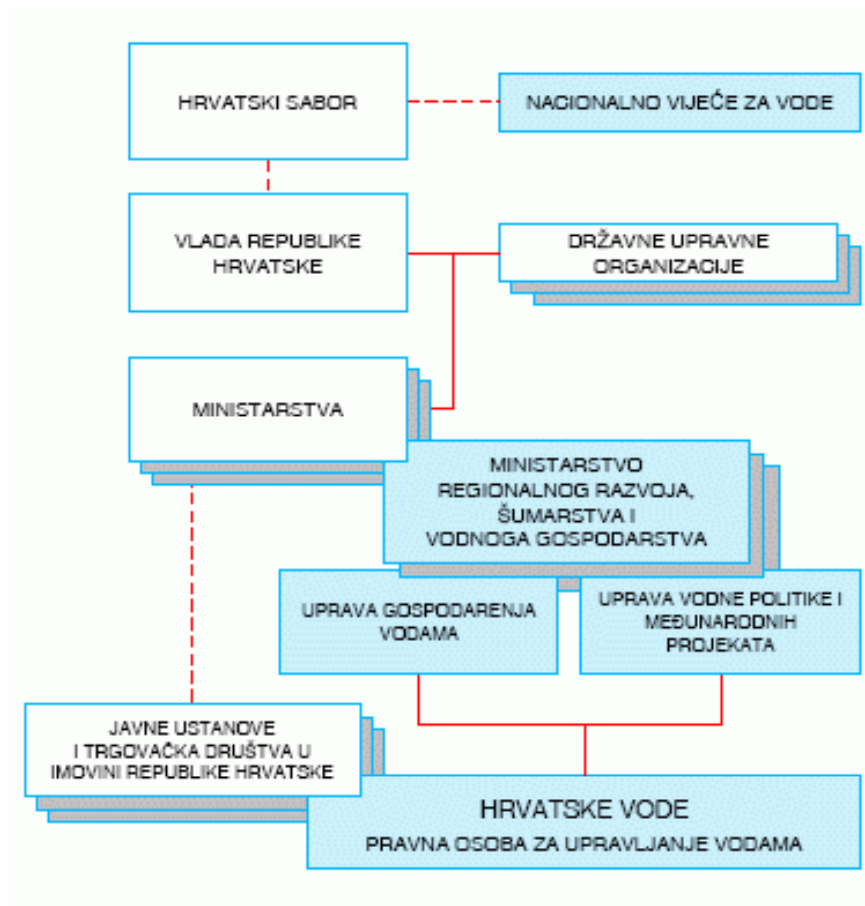 HRVATSKI SABOR
NACIONALNO VIJEĆE ZA VODE
VLADA REPUBLIKE
HRVATSKE
DRŽAVNE UPRAVNE
ORGANIZACIJE
MINISTARSTVA
MINISTARSTVO
REGIONALNOG RAZVOJA,
ŠUMARSTVA I
VODNOGA GOSPODARSTVA
UPRAVA GOSPODARENJA
VODAMA
UPRAVA VODNE POLITIKE I
MEĐUNARODNIH
PROJEKATA
JAVNE USTANOVE
I TRGOVAČKA DRUŠTVA U
IMOVINI REPUBLIKE HRVATSKE
HRVATSKE VODE
PRAVNA OSOBA ZA UPRAVLJANJE VODAMA